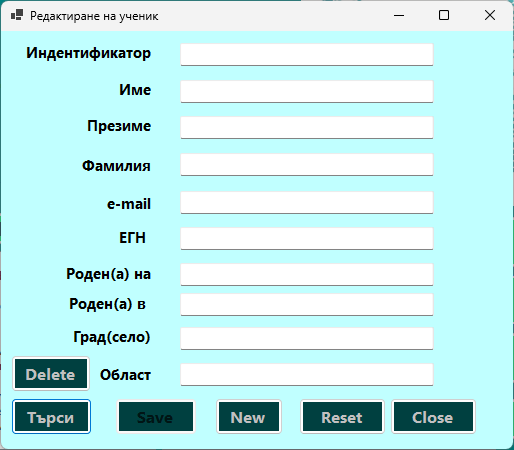 Редактиране на ученик
Индентификатор
Име
Презиме
Фамилия
e-mail
ЕГН
Роден(а) на
Роден(а) в
Град(село)
Delete Област
Търси Save New Reset Close